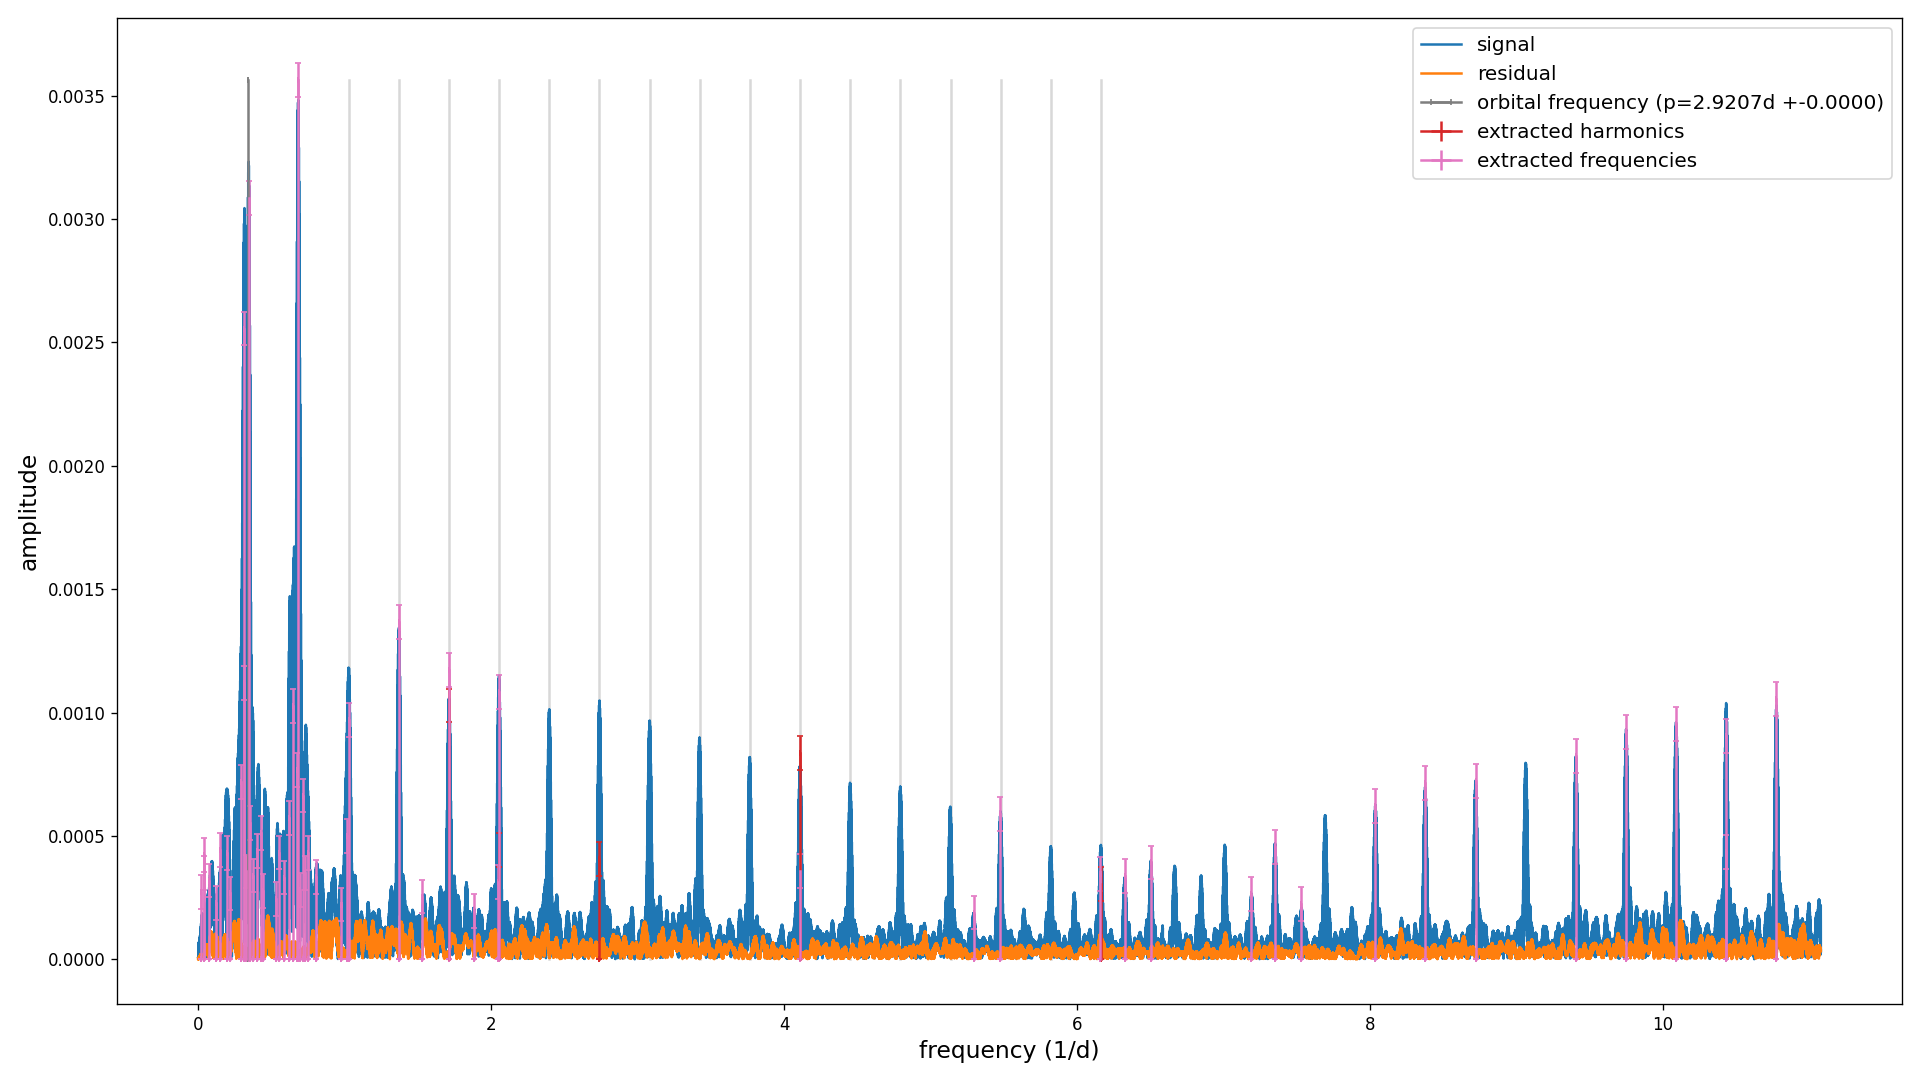 signal
residual
orbital frequency (p=2.9207d +-0.0000)
extracted harmonics
extracted frequencies
amplitude
0.0035
0.0030
0.0025
0.0020
0.0015
0.0010
0.0005
0.0000
0 2 4 6 8 10
frequency (1/d)